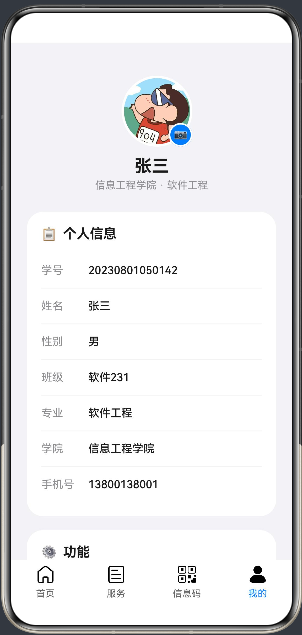 904
张三
信息工程学院 · 软件工程
个人信息
学号 20230801050142
姓名 张三
性别 男
班级 软件231
专业 软件工程
学院 信息工程学院
手机号 13800138001
功能
首页 服务 信息码 我的